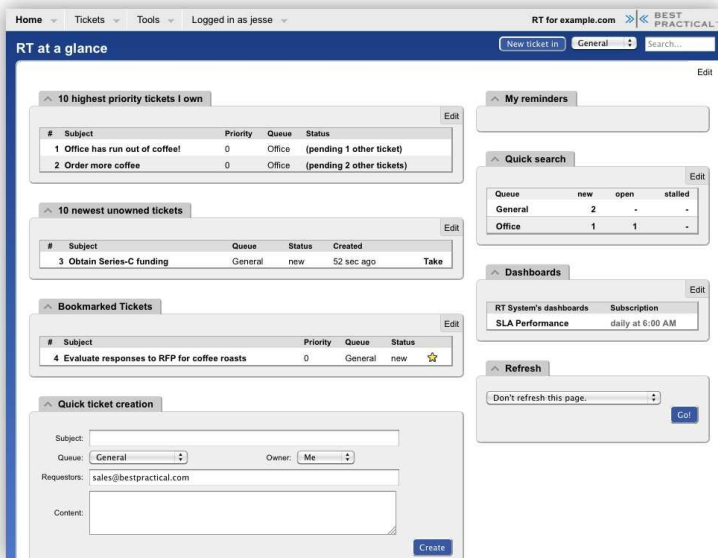 Home Tickets Tools Logged in as jesse RT for example.com BEST PRACTICAL™
RT at a glance New ticket in General Search...
Edit
10 highest priority tickets I own
Edit
# Subject Priority Queue Status
1 Office has run out of coffee! 0 Office (pending 1 other ticket)
2 Order more coffee 0 Office (pending 2 other tickets)
10 newest unowned tickets
Edit
# Subject Queue Status Created
3 Obtain Series-C funding General new 52 sec ago Take
Bookmarked Tickets
Edit
# Subject Priority Queue Status
4 Evaluate responses to RFP for coffee roasts 0 General new
Quick ticket creation
Subject:
Queue: General Owner: Me
Requestors: sales@bestpractical.com
Content:
Create
My reminders
Quick search
Edit
Queue new open stalled
General 2 - -
Office 1 1 -
Dashboards
Edit
RT System's dashboards Subscription
SLA Performance daily at 6:00 AM
Refresh
Don't refresh this page.
Go!